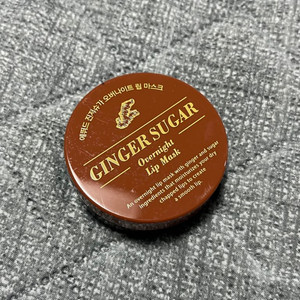 에뛰드 진저슈가 오버나이트 립 마스크
GINGER SUGAR
Overnight
Lip Mask
An overnight lip mask with ginger and sugar
ingredients that moisturizes your dry
chapped lips to create
a smooth lip.